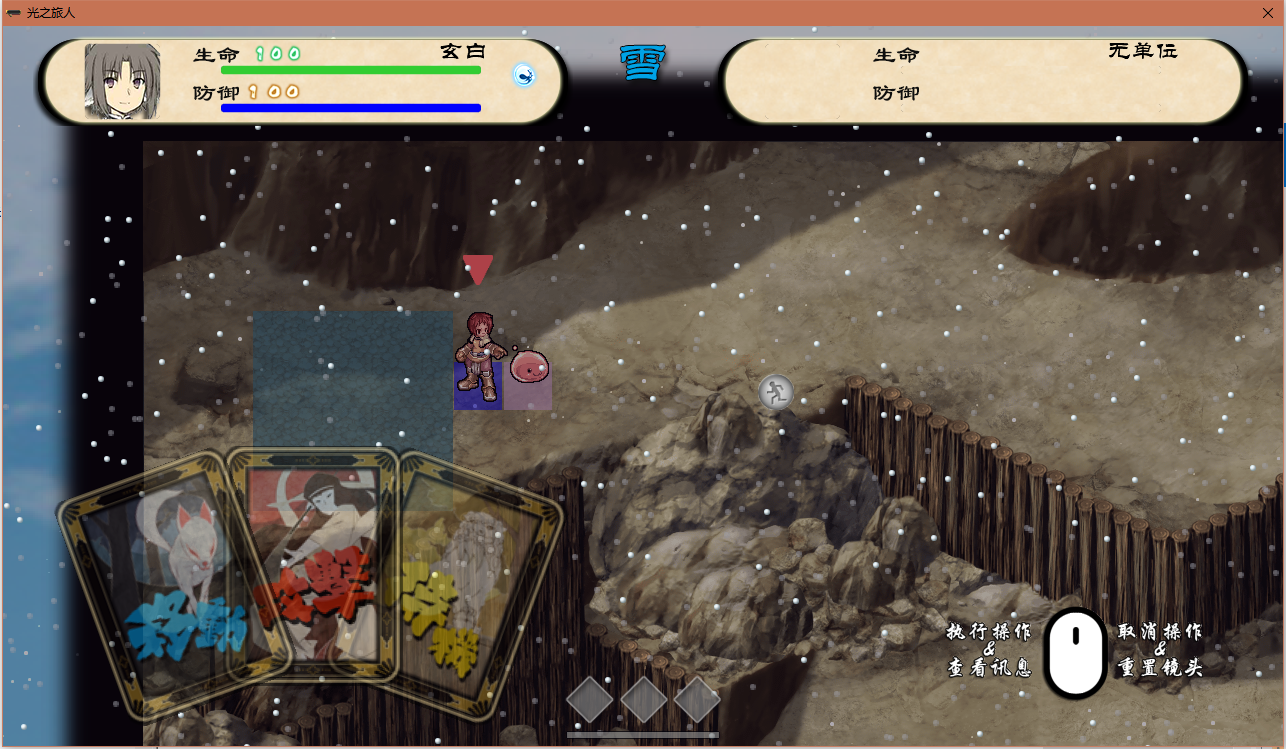 光之旅人
生命 100
玄白
防御 100
雪
生命
无单位
防御
移動
攻擊
待機
执行操作
&
查看讯息
取消操作
&
重置镜头